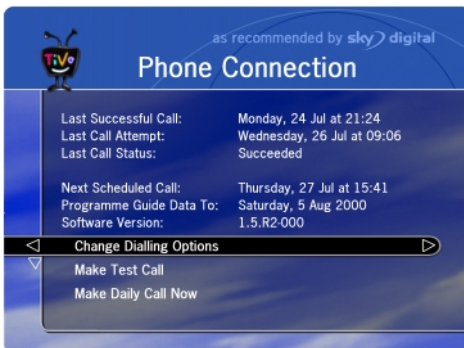 as recommended by sky digital
TiVo
Phone Connection
Last Successful Call: Monday, 24 Jul at 21:24
Last Call Attempt: Wednesday, 26 Jul at 09:06
Last Call Status: Succeeded
Next Scheduled Call: Thursday, 27 Jul at 15:41
Programme Guide Data To: Saturday, 5 Aug 2000
Software Version: 1.5.R2-000
Change Dialling Options
Make Test Call
Make Daily Call Now